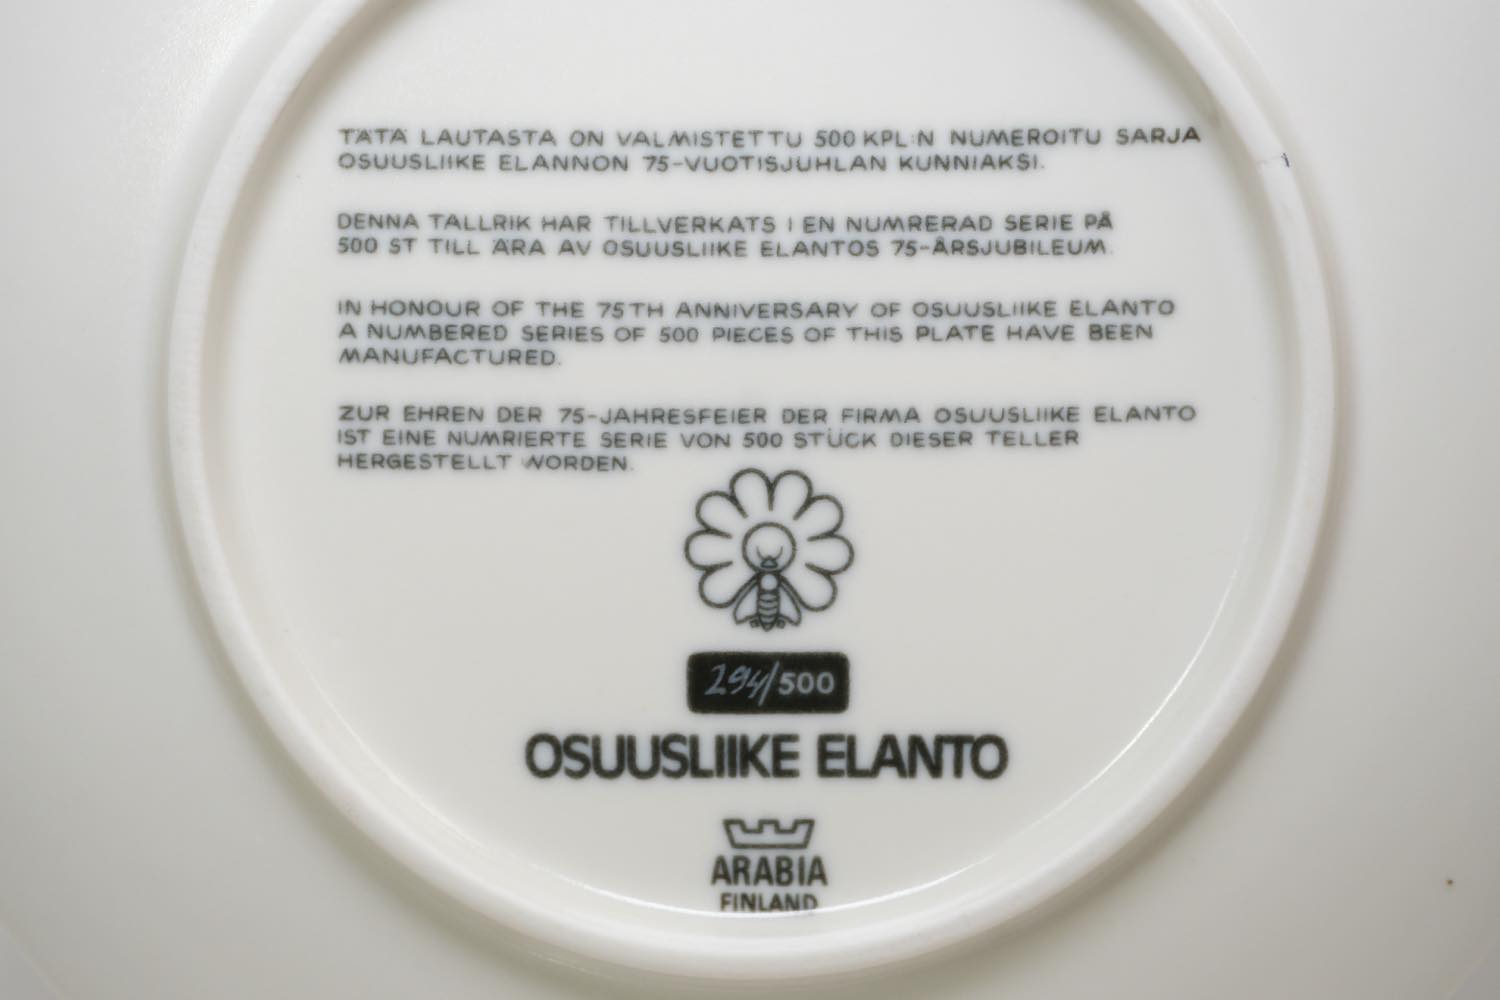 TÄTÄ LAUTASTA ON VALMISTETTU 500 KPL:N NUMEROITU SARJA
OSUUSLIIKE ELANNON 75-VUOTISJUHLAN KUNNIAKSI.
DENNA TALLRIK HAR TILLVERKATS I EN NUMRERAD SERIE PÅ
500 ST TILL ÄRA AV OSUUSLIIKE ELANTOS 75-ÅRSJUBILEUM.
IN HONOUR OF THE 75TH ANNIVERSARY OF OSUUSLIIKE ELANTO
A NUMBERED SERIES OF 500 PIECES OF THIS PLATE HAVE BEEN
MANUFACTURED.
ZUR EHREN DER 75-JAHRESFEIER DER FIRMA OSUUSLIIKE ELANTO
IST EINE NUMRIERTE SERIE VON 500 STÜCK DIESER TELLER
HERGESTELLT WORDEN.
294/500
OSUUSLIIKE ELANTO
ARABIA
FINLAND